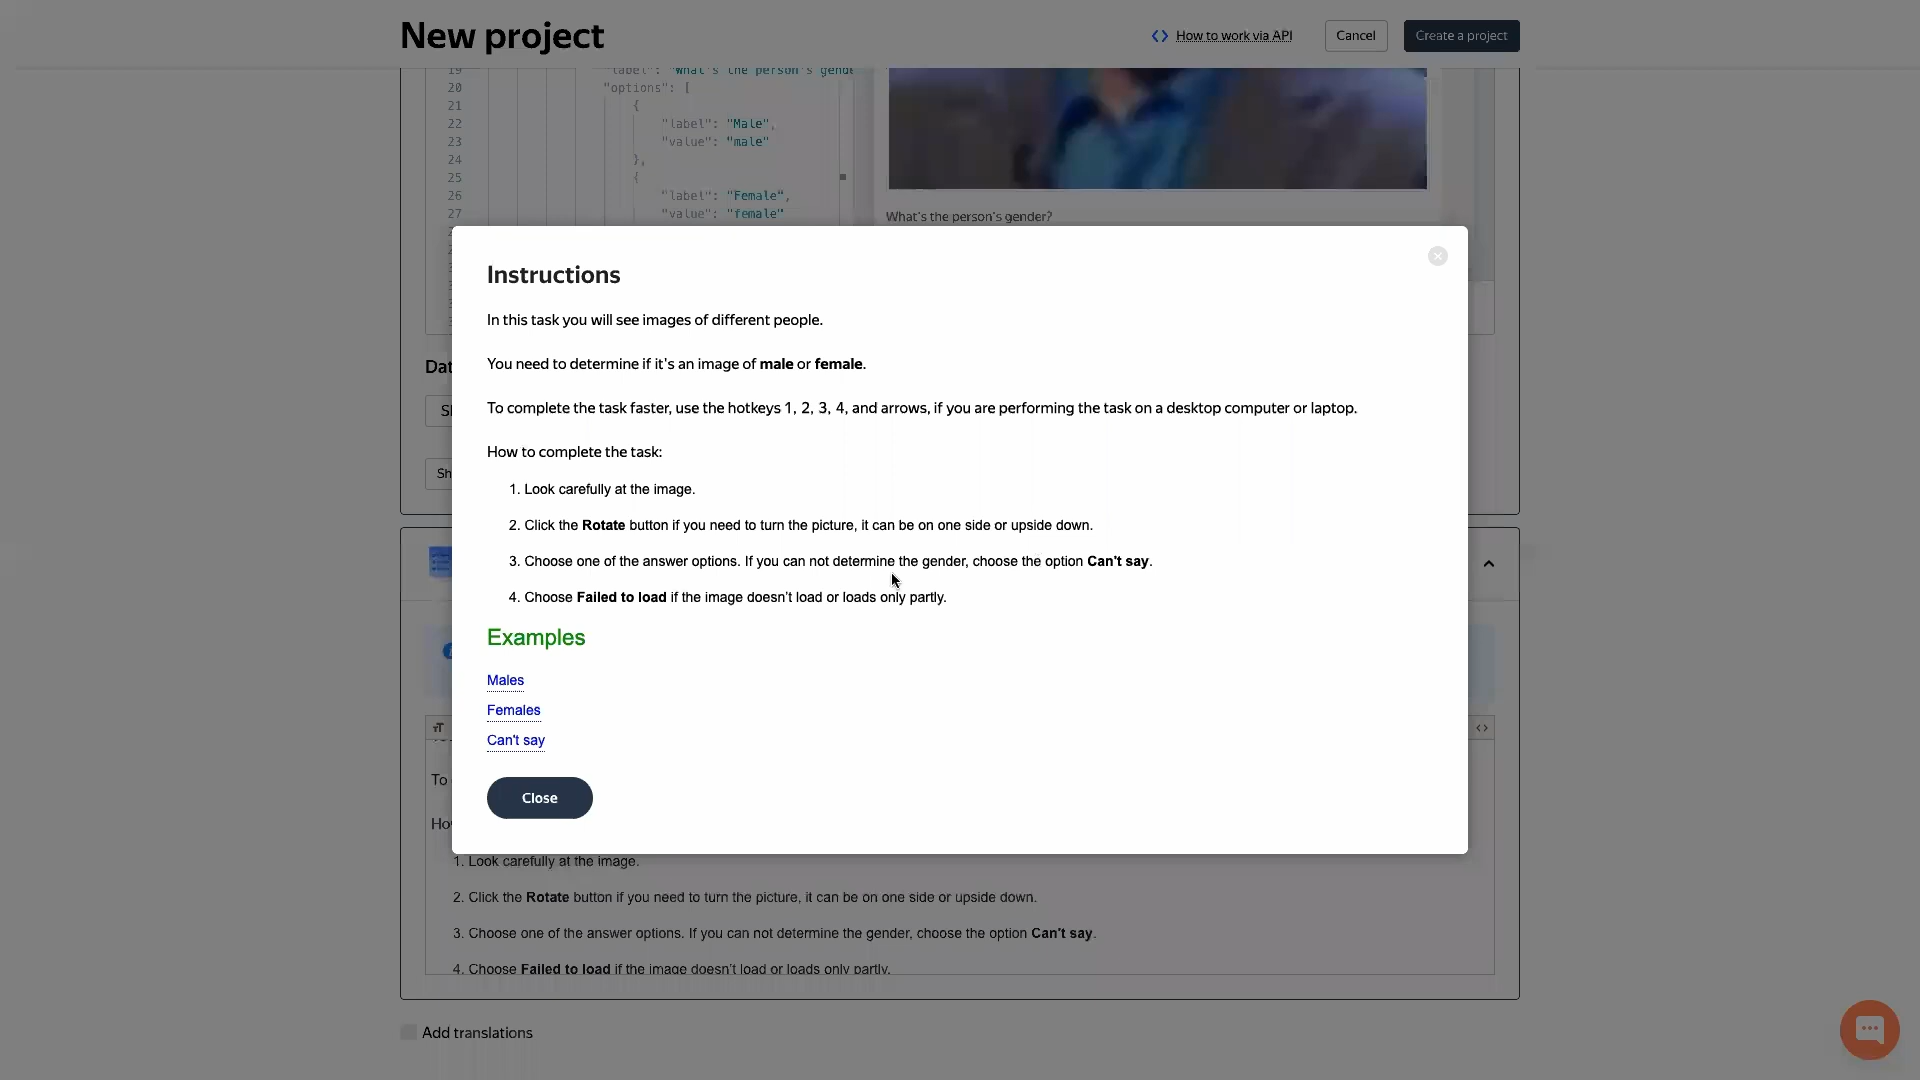 New project
How to work via API
Cancel
Create a project
19 "label": "What's the person's gende
20 "options": [
21 {
22 "label": "Male",
23 "value": "male"
24 },
25 {
26 "label": "Female",
27 "value": "female"
What's the person's gender?
Instructions
In this task you will see images of different people.
You need to determine if it's an image of male or female.
To complete the task faster, use the hotkeys 1, 2, 3, 4, and arrows, if you are performing the task on a desktop computer or laptop.
How to complete the task:
1. Look carefully at the image.
2. Click the Rotate button if you need to turn the picture, it can be on one side or upside down.
3. Choose one of the answer options. If you can not determine the gender, choose the option Can't say.
4. Choose Failed to load if the image doesn't load or loads only partly.
Examples
Males
Females
Can't say
Close
Dat
Sh
To
Ho
1. Look carefully at the image.
2. Click the Rotate button if you need to turn the picture, it can be on one side or upside down.
3. Choose one of the answer options. If you can not determine the gender, choose the option Can't say.
4. Choose Failed to load if the image doesn't load or loads only partly.
Add translations